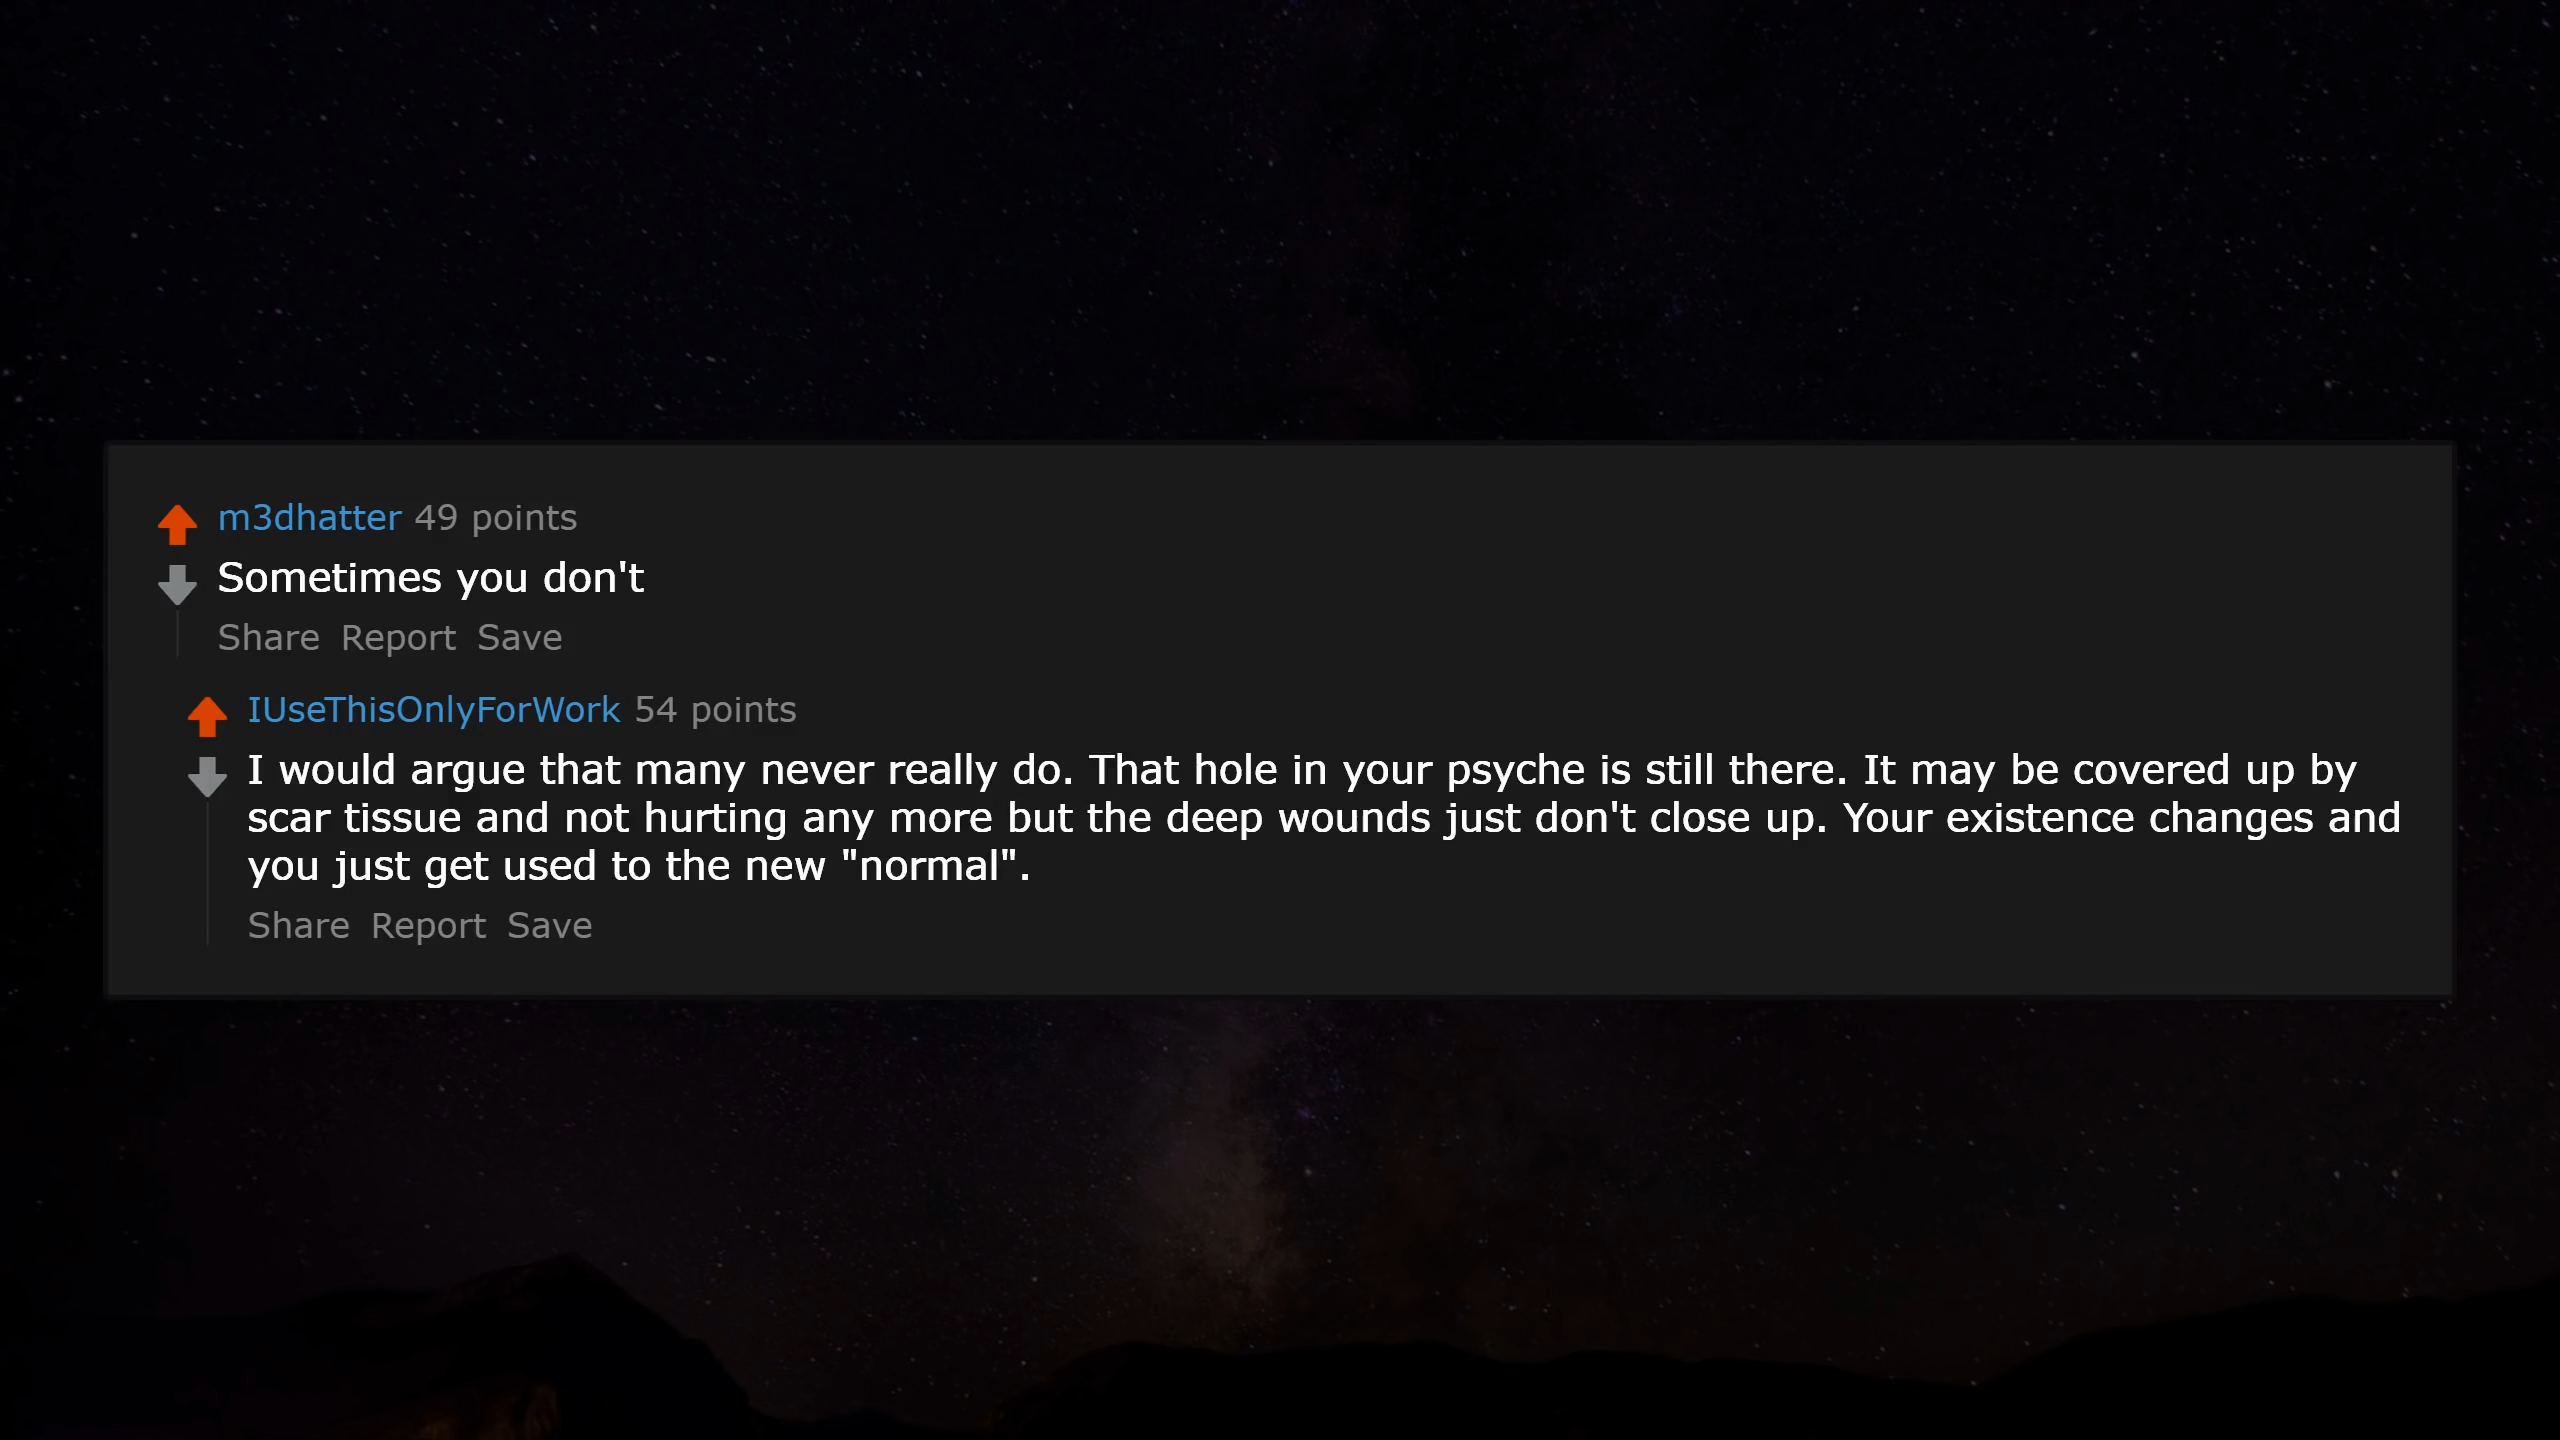 m3dhatter 49 points
Sometimes you don't
Share Report Save
IUseThisOnlyForWork 54 points
I would argue that many never really do. That hole in your psyche is still there. It may be covered up by
scar tissue and not hurting any more but the deep wounds just don't close up. Your existence changes and
you just get used to the new "normal".
Share Report Save